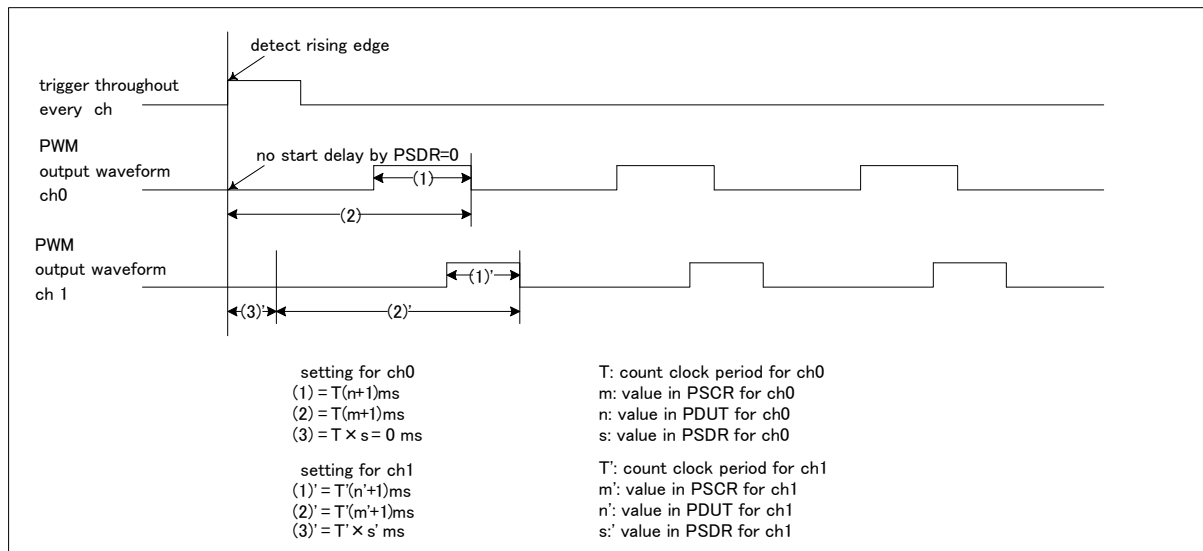 detect rising edge
trigger throughout
every ch
PWM
output waveform
ch0
no start delay by PSDR=0
(1)
(2)
PWM
output waveform
ch 1
(1)'
(3)'
(2)'
setting for ch0
(1) = T(n+1)ms
(2) = T(m+1)ms
(3) = T × s = 0 ms
T: count clock period for ch0
m: value in PSCR for ch0
n: value in PDUT for ch0
s: value in PSDR for ch0
setting for ch1
(1)' = T'(n'+1)ms
(2)' = T'(m'+1)ms
(3)' = T' × s' ms
T': count clock period for ch1
m': value in PSCR for ch1
n': value in PDUT for ch1
s:' value in PSDR for ch1